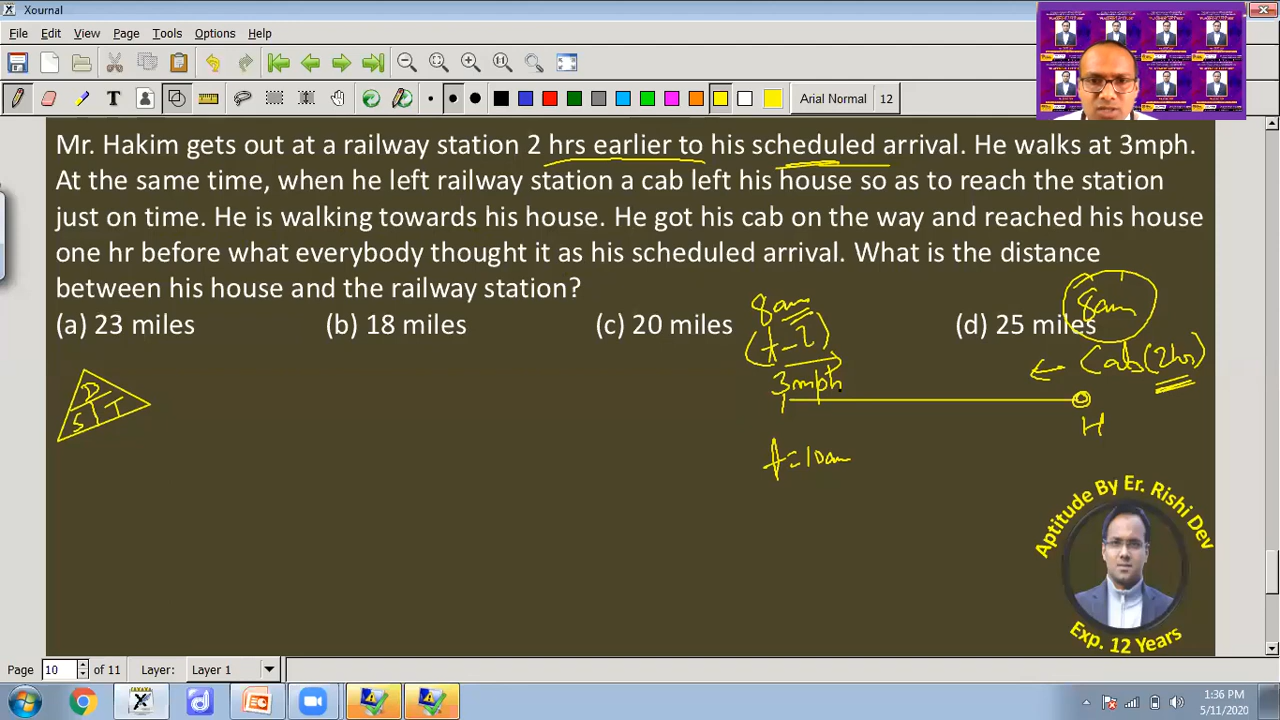 Xournal
File Edit View Page Tools Options Help
Arial Normal 12
Mr. Hakim gets out at a railway station 2 hrs earlier to his scheduled arrival. He walks at 3mph.
At the same time, when he left railway station a cab left his house so as to reach the station
just on time. He is walking towards his house. He got his cab on the way and reached his house
one hr before what everybody thought it as his scheduled arrival. What is the distance
between his house and the railway station?
(a) 23 miles (b) 18 miles (c) 20 miles (d) 25 miles
8am 8am
(t-2) Cab (2hr)
3mph
D
S T
H
t=10am
Aptitude By Er. Rishi Dev
Exp. 12 Years
Page 10 of 11 Layer: Layer 1
1:36 PM
5/11/2020